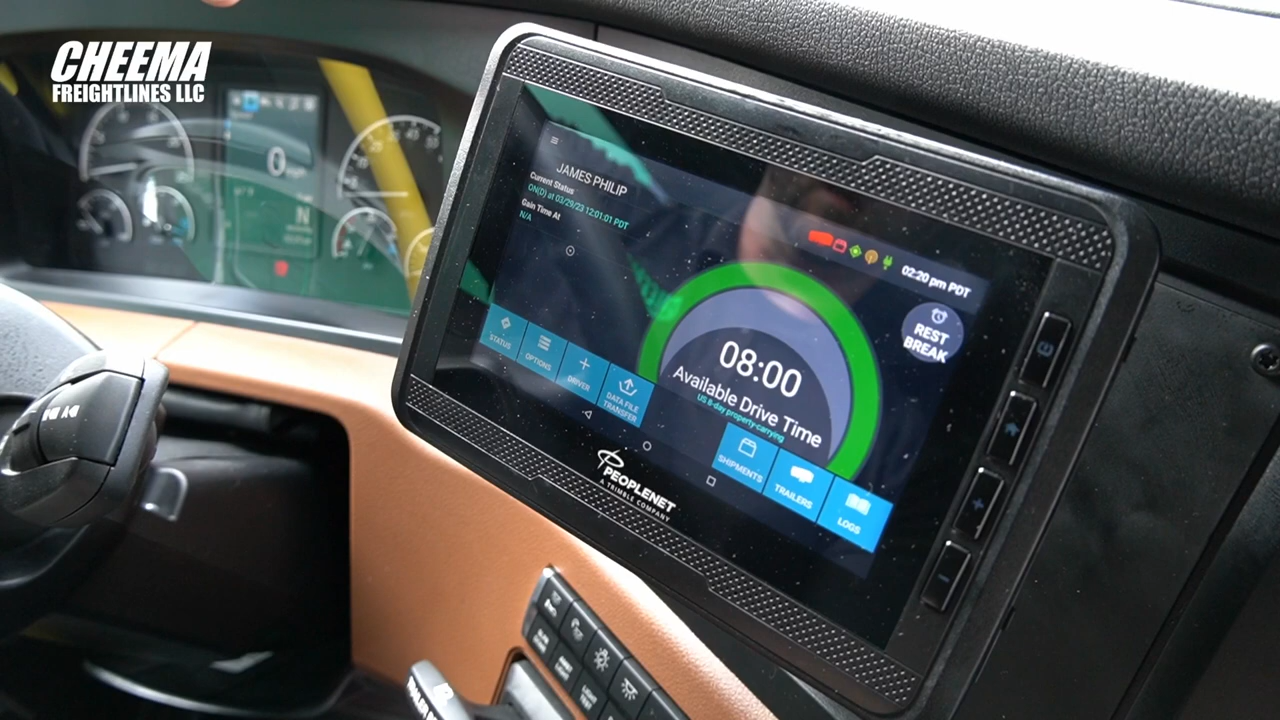 CHEEMA
FREIGHTLINES LLC
0
N
JAMES PHILIP
Current Status
ON(D) at 03/29/23 12:01:01 PDT
Gain Time At
N/A
02:20 pm PDT
REST
BREAK
08:00
Available Drive Time
US 8-day property-carrying
STATUS
OPTIONS
DRIVER
DATA FILE
TRANSFER
SHIPMENTS
TRAILERS
LOGS
PEOPLENET
A TRIMBLE COMPANY